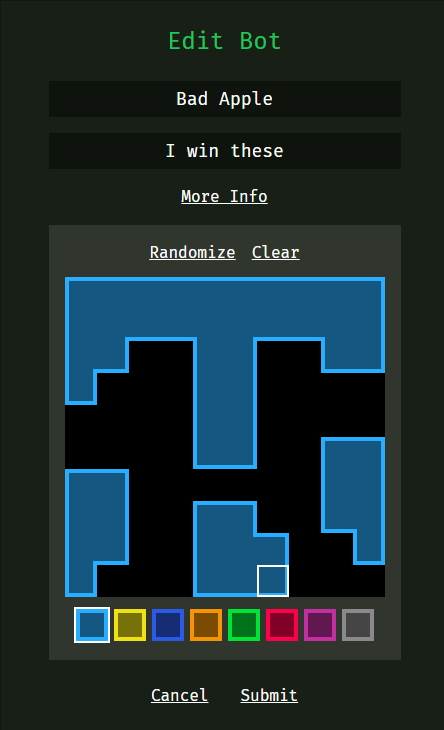 Edit Bot
Bad Apple
I win these
More Info
Randomize Clear
Cancel Submit